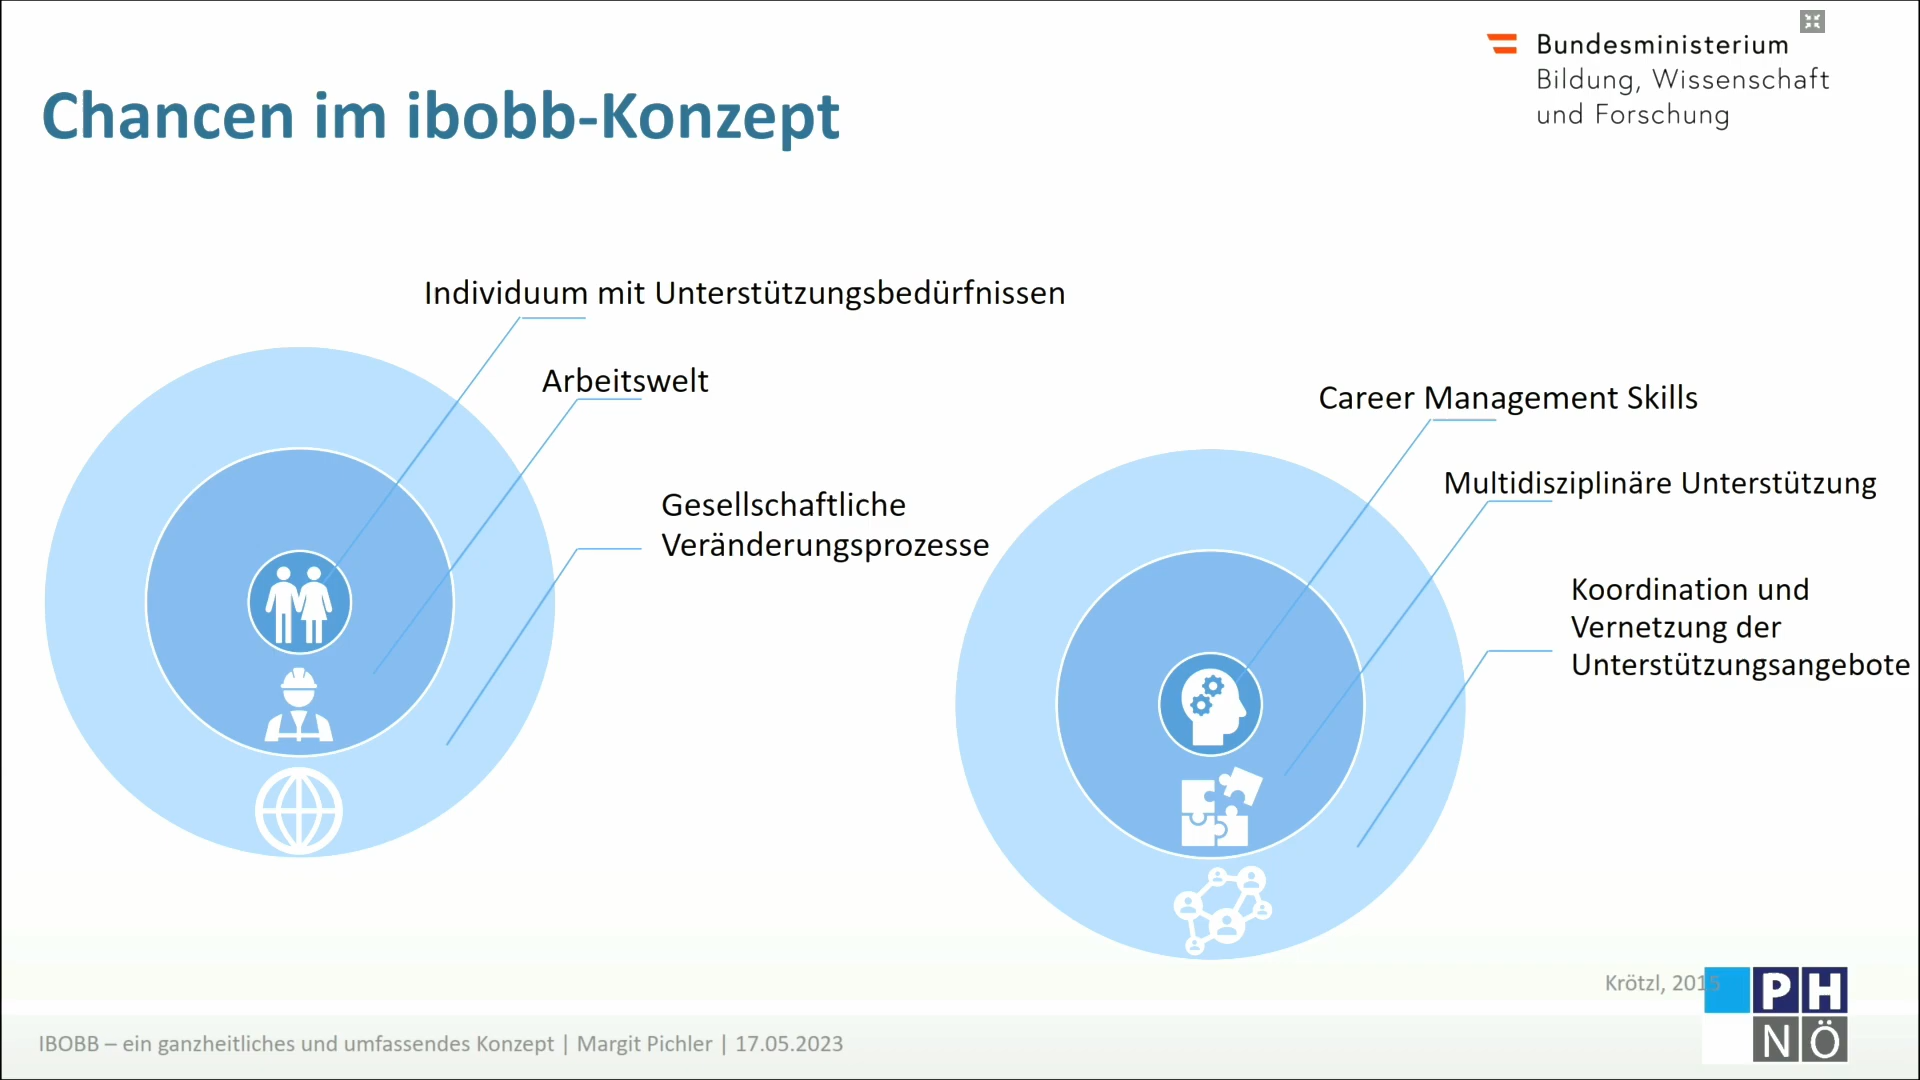 Bundesministerium
Bildung, Wissenschaft
und Forschung
Chancen im ibobb-Konzept
Individuum mit Unterstützungsbedürfnissen
Arbeitswelt
Gesellschaftliche
Veränderungsprozesse
Career Management Skills
Multidisziplinäre Unterstützung
Koordination und
Vernetzung der
Unterstützungsangebote
Krötzl, 2015
PH
NÖ
IBOBB – ein ganzheitliches und umfassendes Konzept | Margit Pichler | 17.05.2023